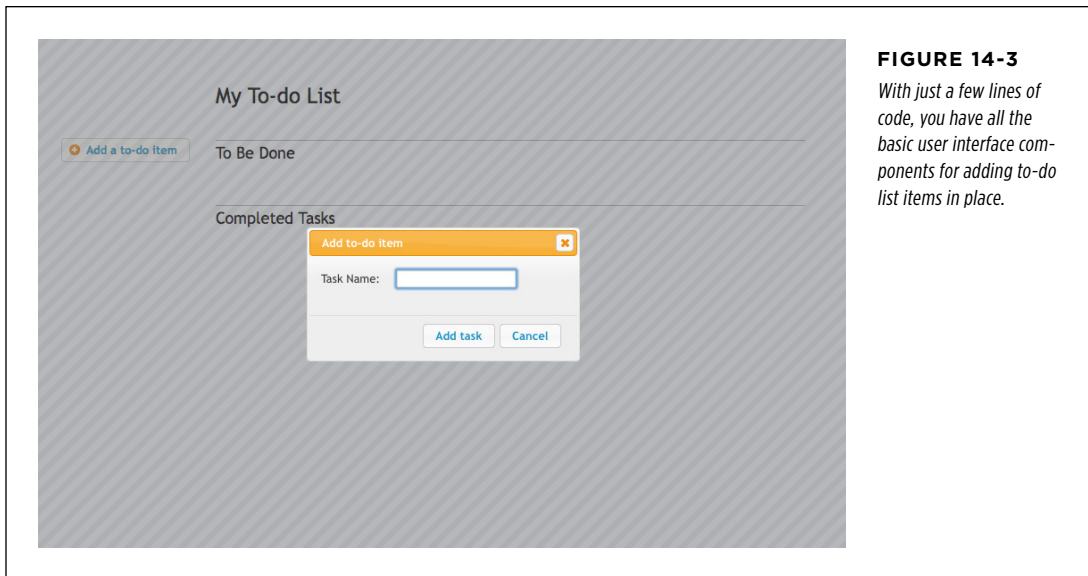 My To-do List
Add a to-do item
To Be Done
Completed Tasks
Add to-do item
Task Name:
Add task
Cancel
FIGURE 14-3
With just a few lines of
code, you have all the
basic user interface com-
ponents for adding to-do
list items in place.